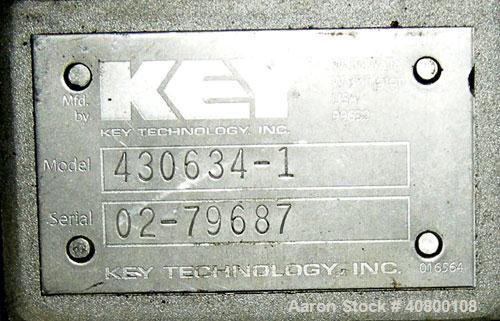 Mfd.
by
KEY
KEY TECHNOLOGY, INC.
Model 430634-1
Serial 02-79687
KEY TECHNOLOGY, INC. 016564
Aaron Stock # 40800108